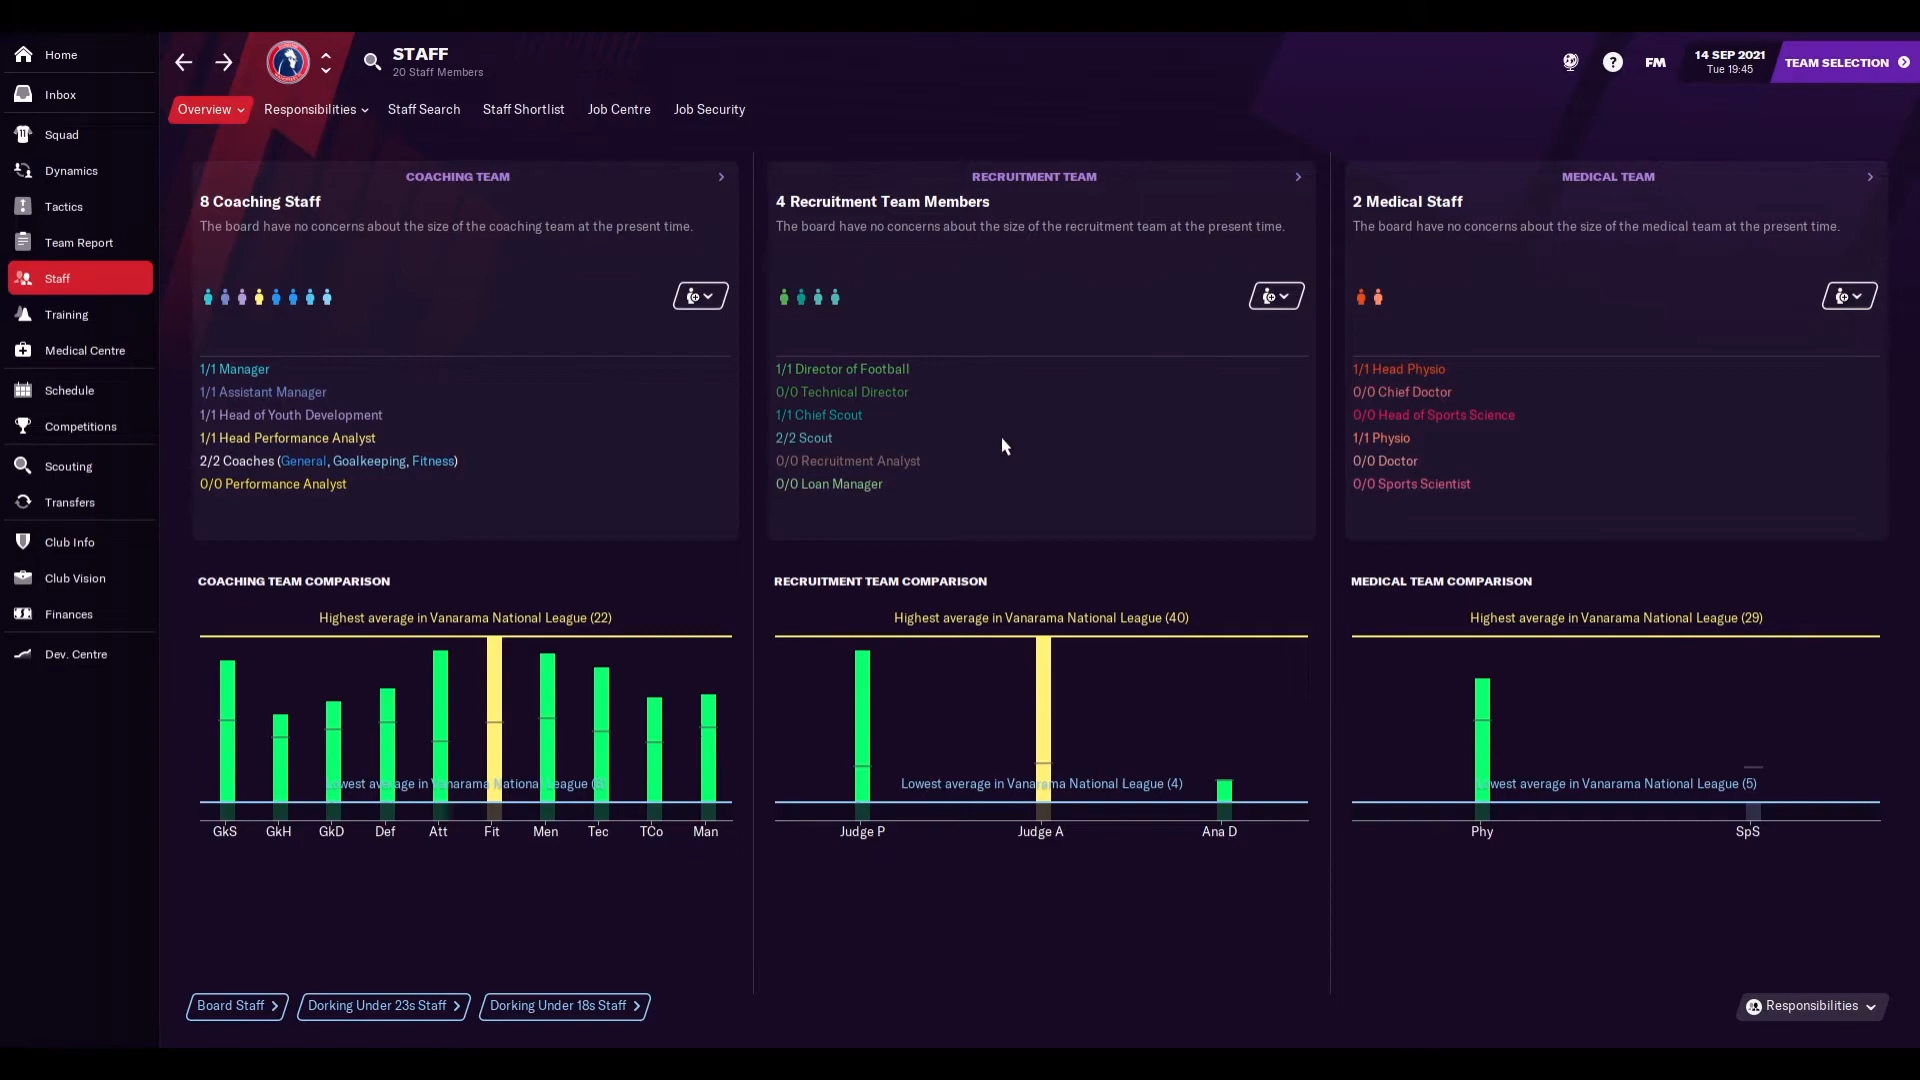 Home
Inbox
Squad
Dynamics
Tactics
Team Report
Staff
Training
Medical Centre
Schedule
Competitions
Scouting
Transfers
Club Info
Club Vision
Finances
Dev. Centre
STAFF
20 Staff Members
?
FM
14 SEP 2021
Tue 19:45
TEAM SELECTION
Overview
Responsibilities
Staff Search
Staff Shortlist
Job Centre
Job Security
COACHING TEAM
8 Coaching Staff
The board have no concerns about the size of the coaching team at the present time.
1/1 Manager
1/1 Assistant Manager
1/1 Head of Youth Development
1/1 Head Performance Analyst
2/2 Coaches (General, Goalkeeping, Fitness)
0/0 Performance Analyst
RECRUITMENT TEAM
4 Recruitment Team Members
The board have no concerns about the size of the recruitment team at the present time.
1/1 Director of Football
0/0 Technical Director
1/1 Chief Scout
2/2 Scout
0/0 Recruitment Analyst
0/0 Loan Manager
MEDICAL TEAM
2 Medical Staff
The board have no concerns about the size of the medical team at the present time.
1/1 Head Physio
0/0 Chief Doctor
0/0 Head of Sports Science
1/1 Physio
0/0 Doctor
0/0 Sports Scientist
COACHING TEAM COMPARISON
Highest average in Vanarama National League (22)
Lowest average in Vanarama National League
GkS GkH GkD Def Att Fit Men Tec TCo Man
RECRUITMENT TEAM COMPARISON
Highest average in Vanarama National League (40)
Lowest average in Vanarama National League (4)
Judge P Judge A Ana D
MEDICAL TEAM COMPARISON
Highest average in Vanarama National League (29)
Lowest average in Vanarama National League (5)
Phy SpS
Board Staff
Dorking Under 23s Staff
Dorking Under 18s Staff
Responsibilities